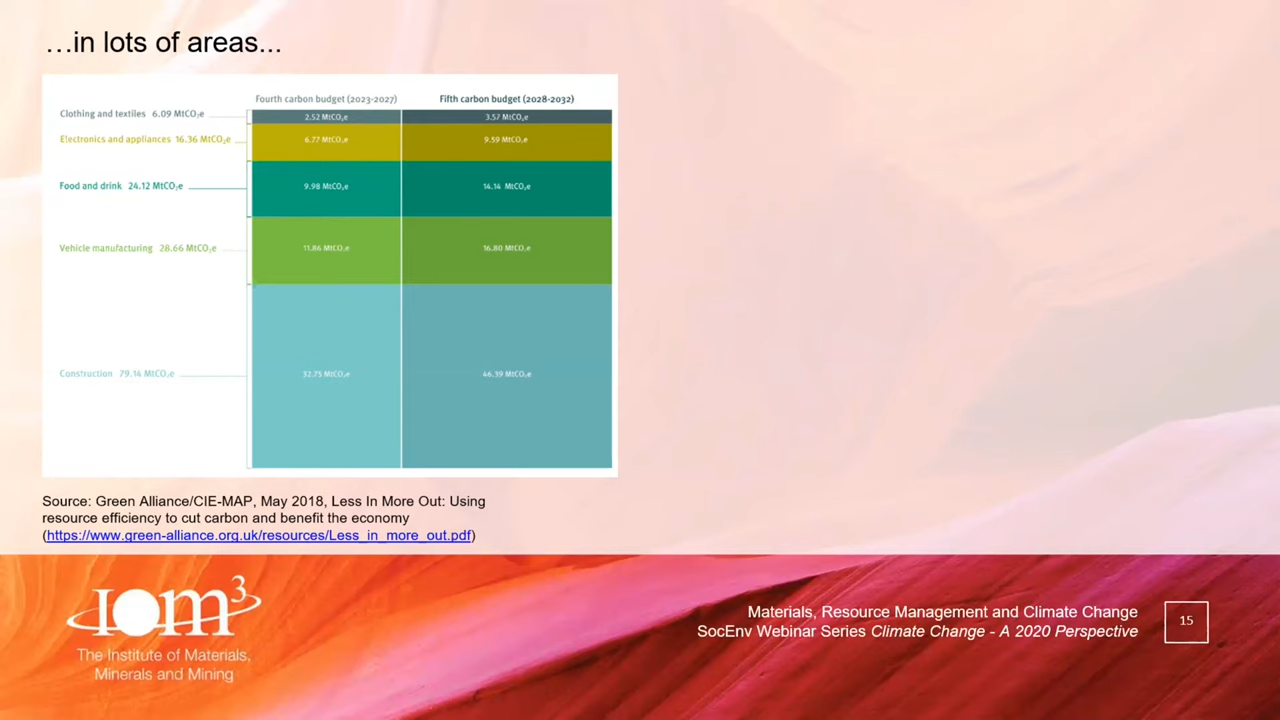 …in lots of areas...
Fourth carbon budget (2023-2027)
Fifth carbon budget (2028-2032)
Clothing and textiles 6.09 MtCO₂e
2.52 MtCO₂e
3.57 MtCO₂e
Electronics and appliances 16.36 MtCO₂e
6.77 MtCO₂e
9.59 MtCO₂e
Food and drink 24.12 MtCO₂e
9.98 MtCO₂e
14.14 MtCO₂e
Vehicle manufacturing 28.66 MtCO₂e
11.86 MtCO₂e
16.80 MtCO₂e
Construction 79.14 MtCO₂e
32.75 MtCO₂e
46.39 MtCO₂e
Source: Green Alliance/CIE-MAP, May 2018, Less In More Out: Using
resource efficiency to cut carbon and benefit the economy
(https://www.green-alliance.org.uk/resources/Less_in_more_out.pdf)
IOM³
The Institute of Materials,
Minerals and Mining
Materials, Resource Management and Climate Change
SocEnv Webinar Series Climate Change - A 2020 Perspective
15